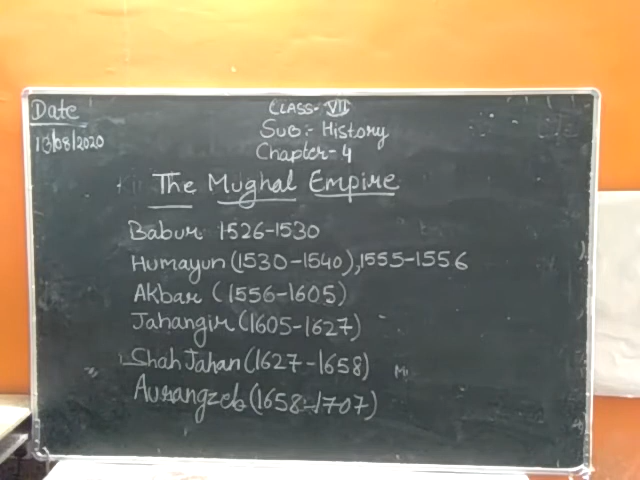 Date
13/08/2020
CLASS- VII
SUB:- History
Chapter- 4
The Mughal Empire
Babur 1526-1530
Humayun (1530-1540), 1555-1556
Akbar (1556-1605)
Jahangir (1605-1627)
Shah Jahan (1627-1658)
Aurangzeb (1658-1707)